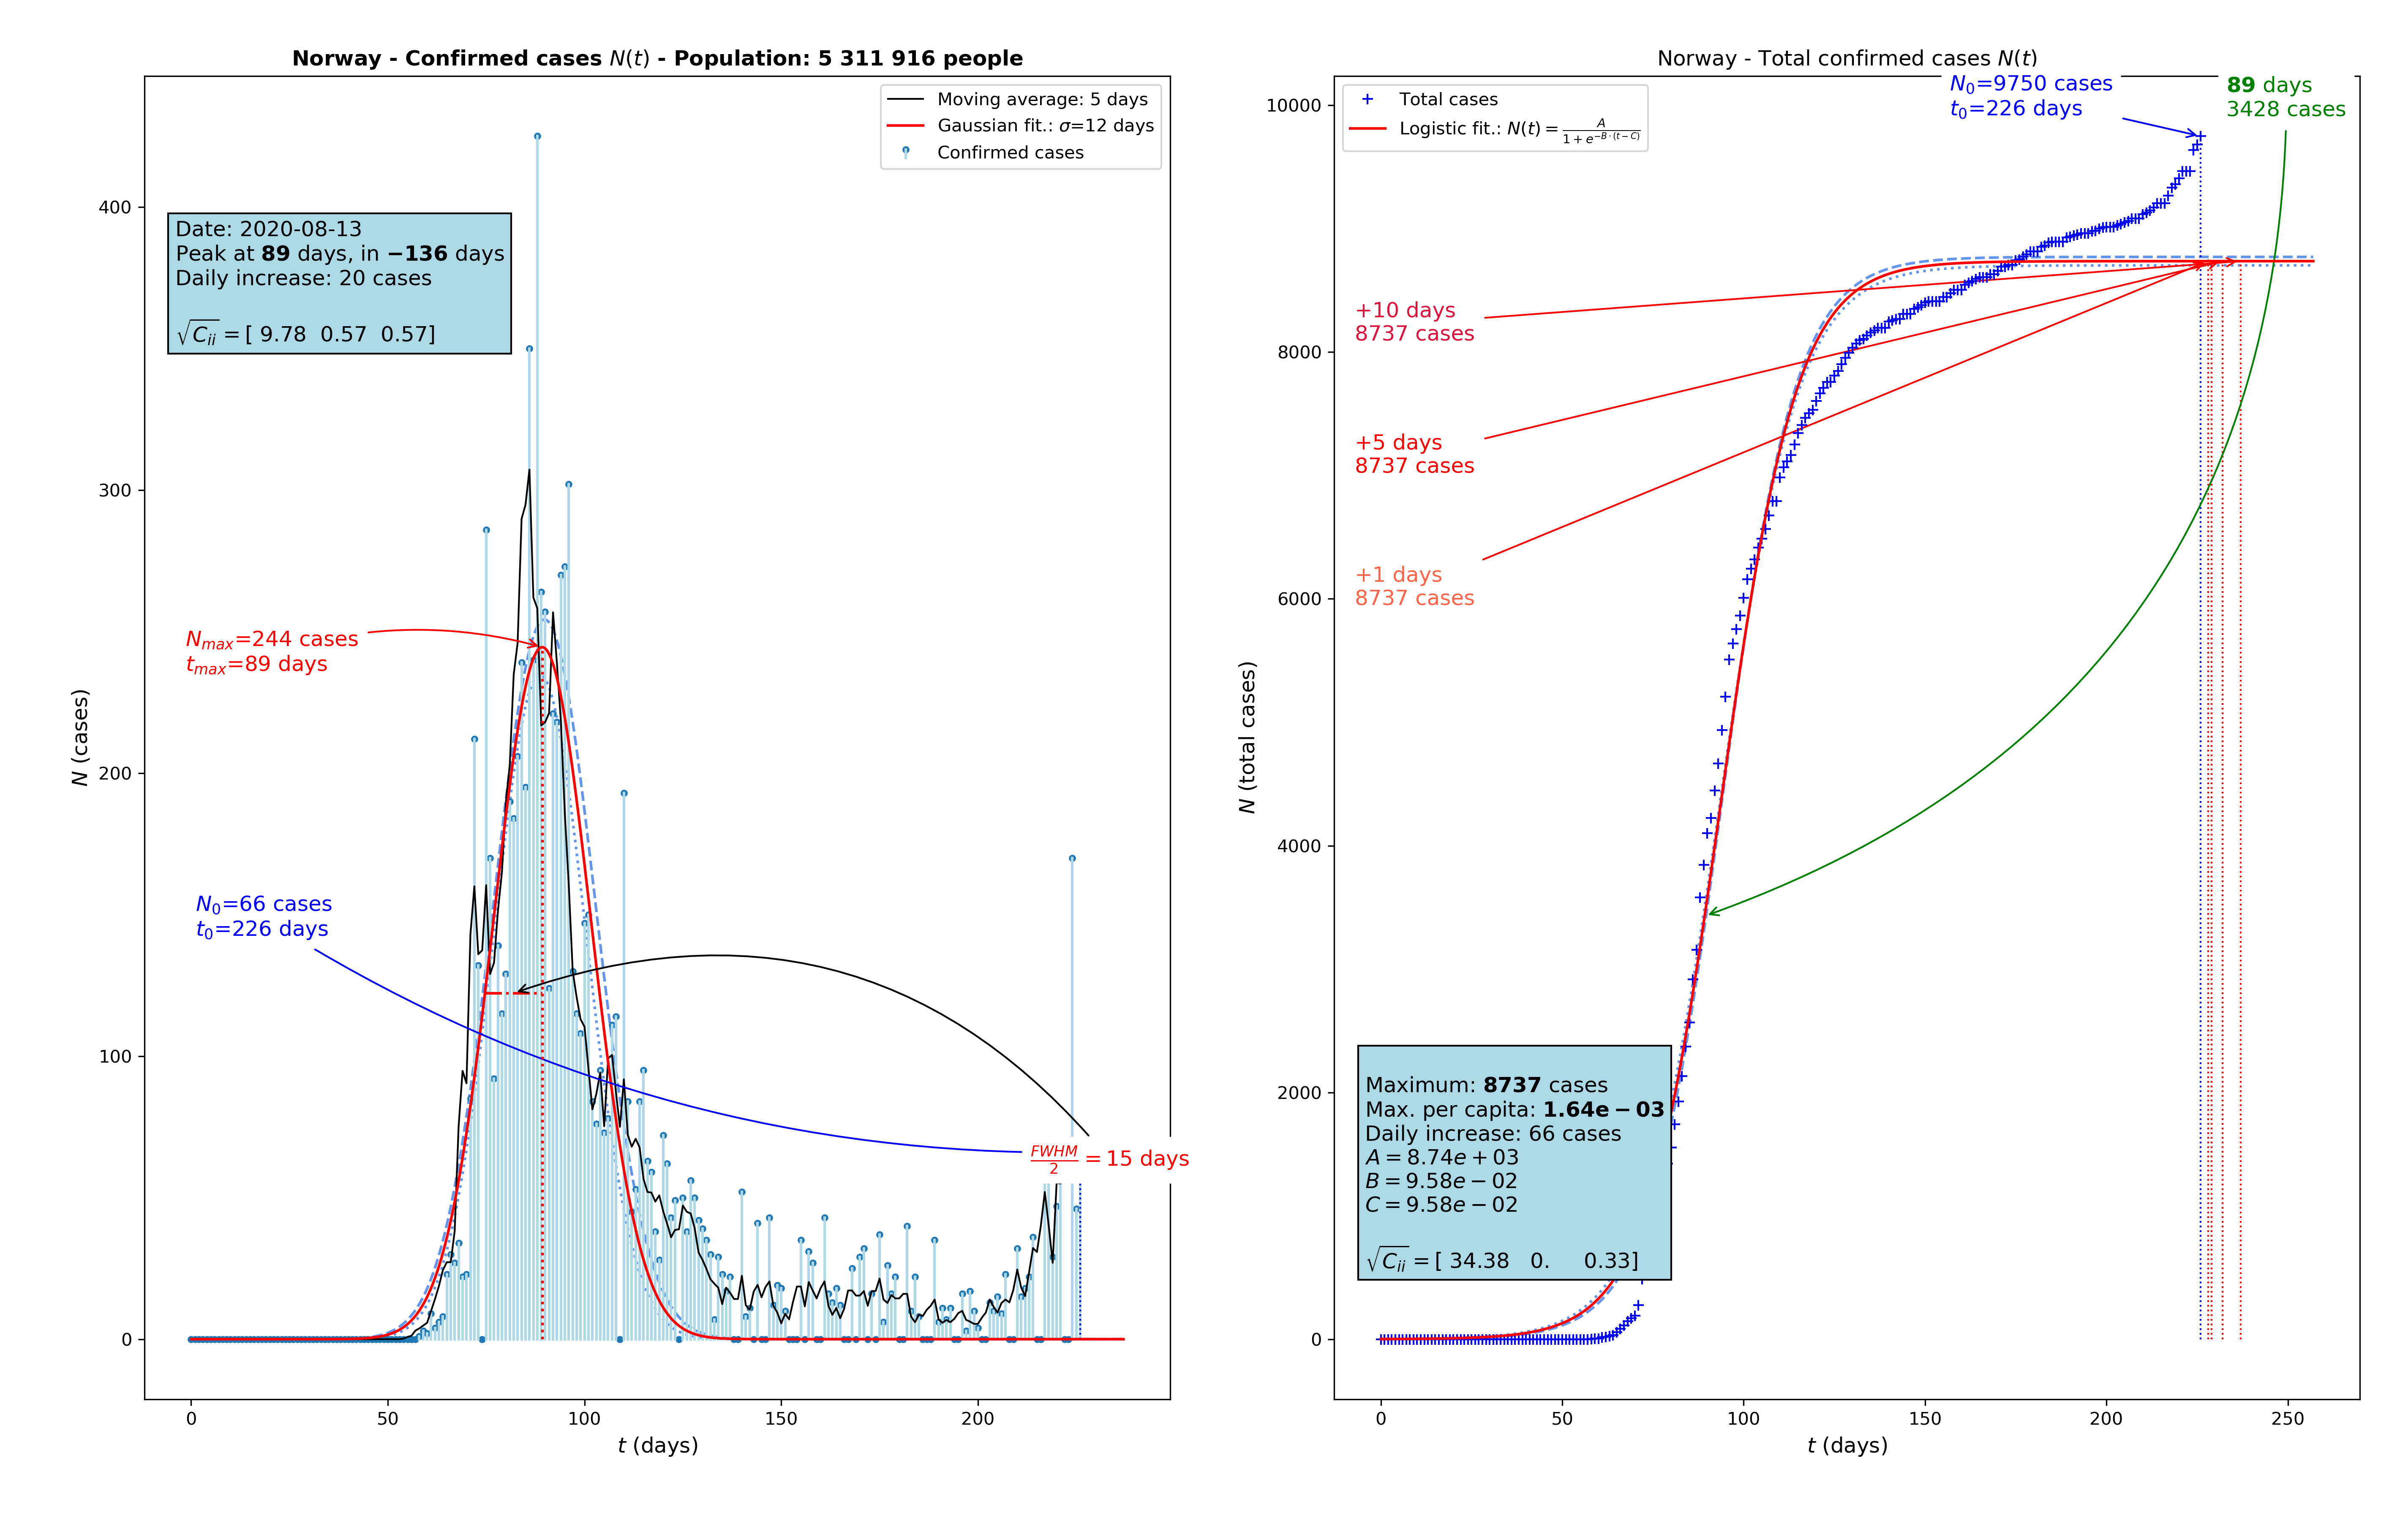 Norway - Confirmed cases N(t) - Population: 5 311 916 people
Moving average: 5 days
Gaussian fit.: σ=12 days
Confirmed cases
Date: 2020-08-13
Peak at 89 days, in −136 days
Daily increase: 20 cases
√C_ii = [ 9.78 0.57 0.57]
N_max=244 cases
t_max=89 days
N_0=66 cases
t_0=226 days
FWHM/2 = 15 days
N (cases)
400
300
200
100
0
0 50 100 150 200
t (days)
Norway - Total confirmed cases N(t)
Total cases
Logistic fit.: N(t) = A/(1 + e^{−B·(t−C)})
N_0=9750 cases
t_0=226 days
89 days
3428 cases
+10 days
8737 cases
+5 days
8737 cases
+1 days
8737 cases
Maximum: 8737 cases
Max. per capita: 1.64e − 03
Daily increase: 66 cases
A = 8.74e + 03
B = 9.58e − 02
C = 9.58e − 02
√C_ii = [ 34.38 0. 0.33]
N (total cases)
10000
8000
6000
4000
2000
0
0 50 100 150 200 250
t (days)